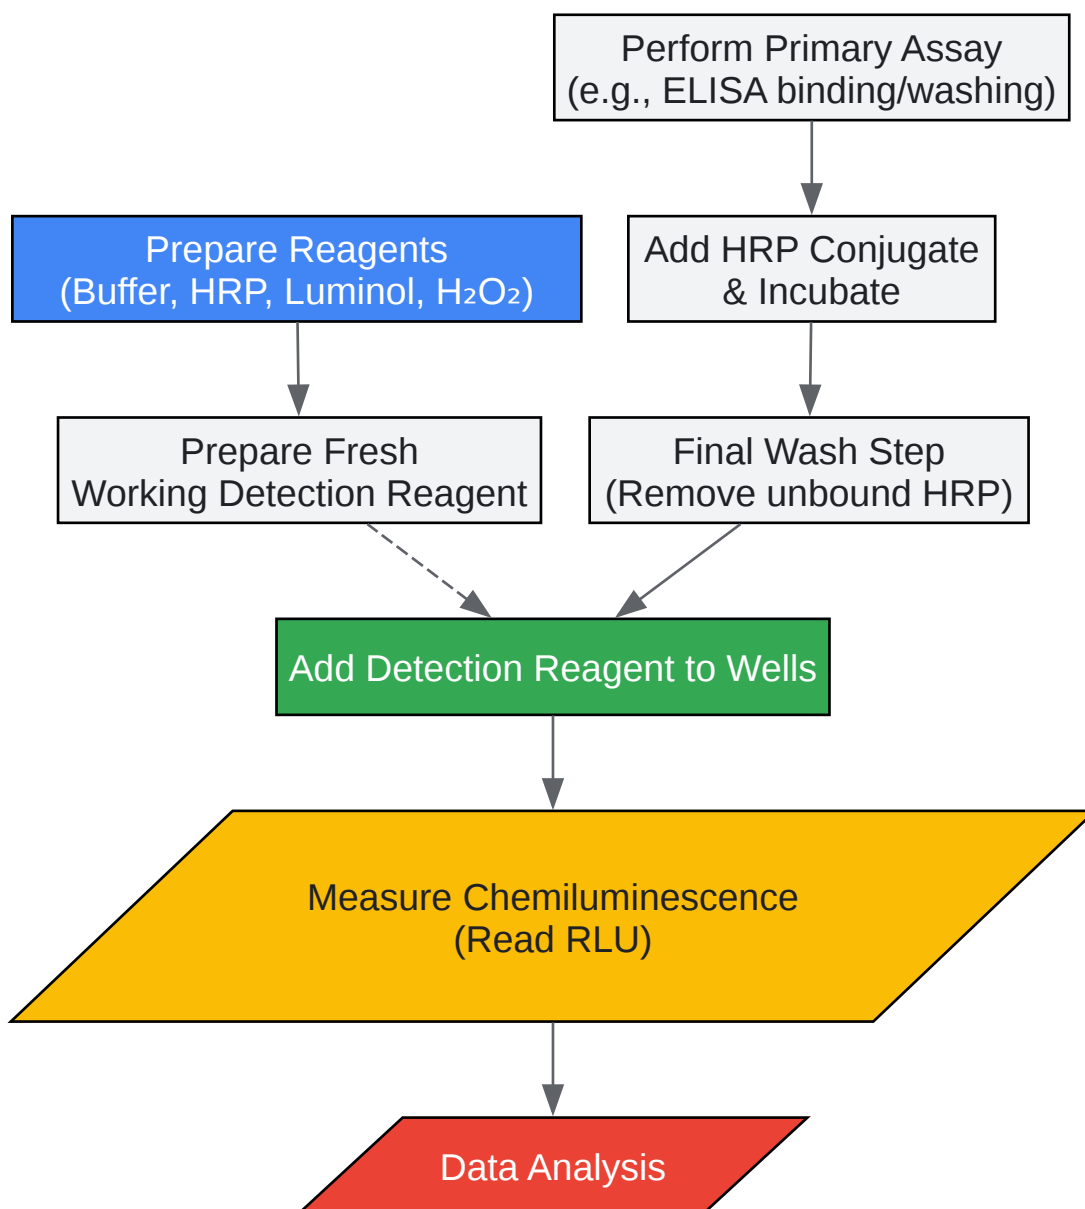 Perform Primary Assay
(e.g., ELISA binding/washing)
Prepare Reagents
(Buffer, HRP, Luminol, H₂O₂)
Add HRP Conjugate
& Incubate
Prepare Fresh
Working Detection Reagent
Final Wash Step
(Remove unbound HRP)
Add Detection Reagent to Wells
Measure Chemiluminescence
(Read RLU)
Data Analysis